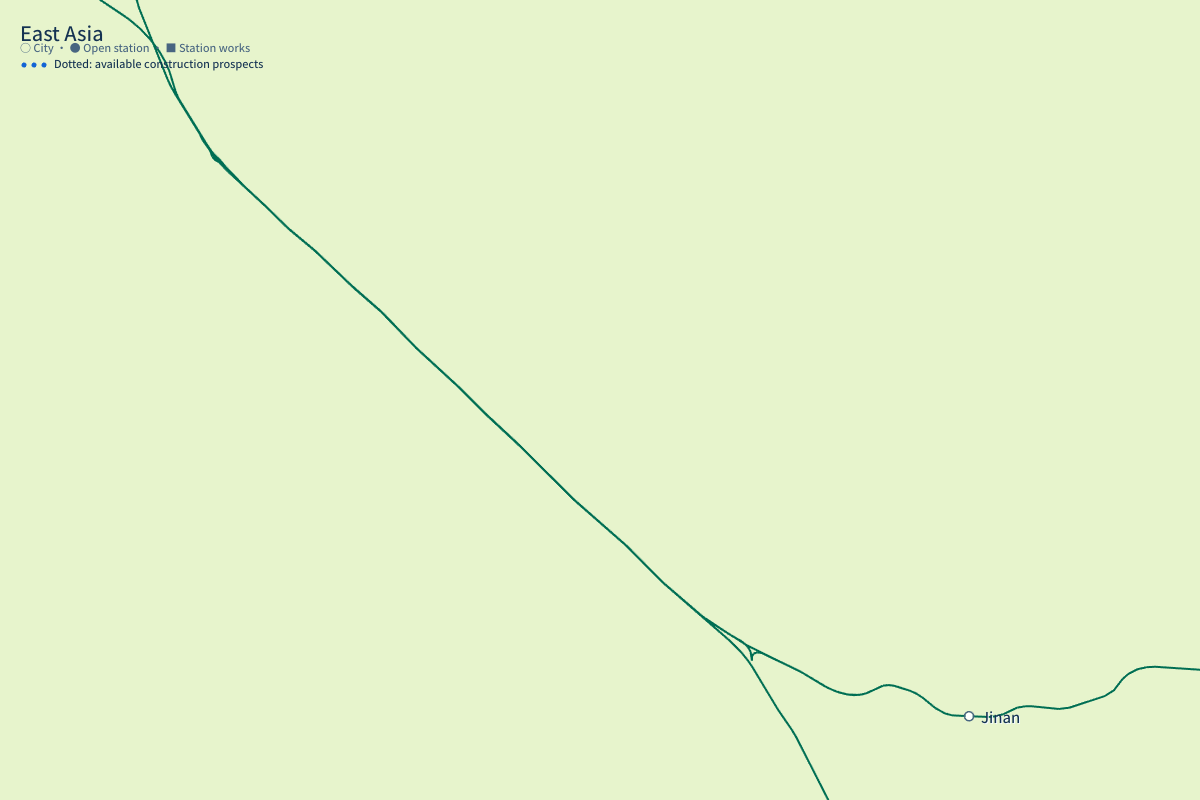 East Asia
City · Open station Station works
Dotted: available construction prospects
Jinan